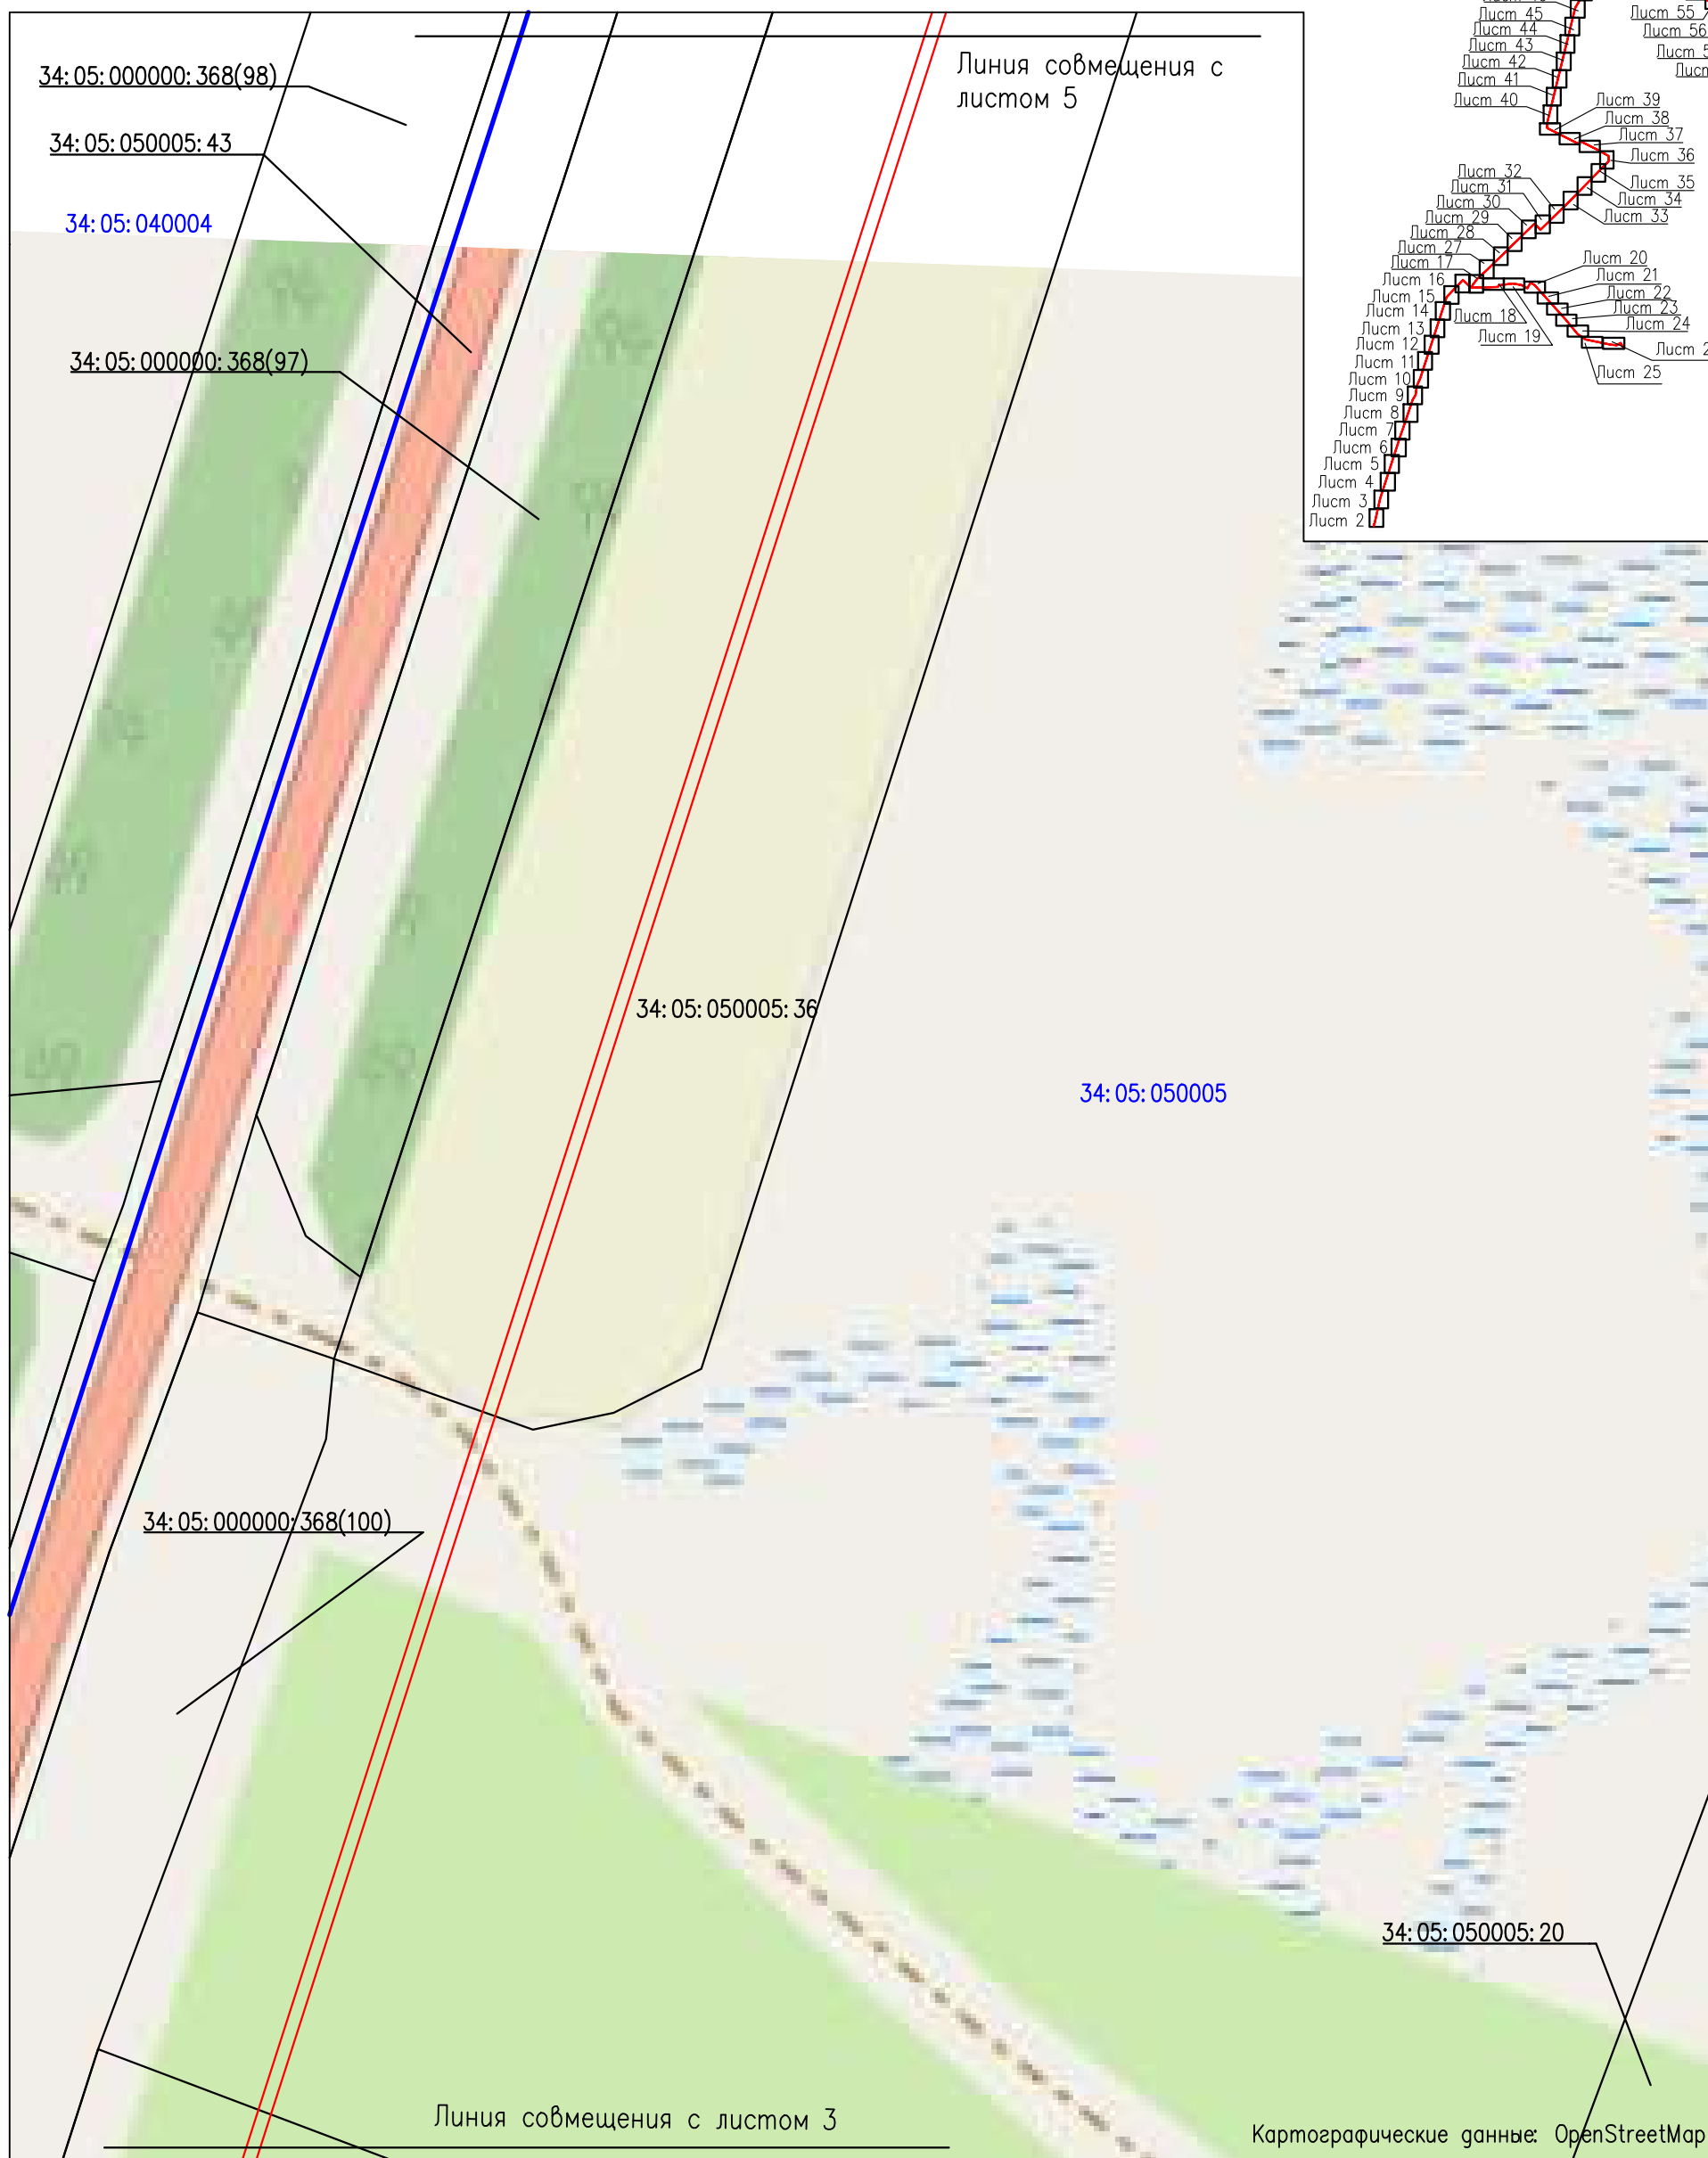 Линия совмещения с
листом 5
34:05:000000:368(98)
34:05:050005:43
34:05:040004
34:05:000000:368(97)
34:05:050005:36
34:05:050005
34:05:000000:368(100)
34:05:050005:20
Линия совмещения с листом 3
Картографические данные: OpenStreetMap
Лист 45
Лист 44
Лист 43
Лист 42
Лист 41
Лист 40
Лист 55
Лист 56
Лист 39
Лист 38
Лист 37
Лист 36
Лист 35
Лист 34
Лист 33
Лист 32
Лист 31
Лист 30
Лист 29
Лист 28
Лист 27
Лист 17
Лист 16
Лист 15
Лист 14
Лист 13
Лист 12
Лист 11
Лист 10
Лист 9
Лист 8
Лист 7
Лист 6
Лист 5
Лист 4
Лист 3
Лист 2
Лист 18
Лист 19
Лист 20
Лист 21
Лист 22
Лист 23
Лист 24
Лист 25